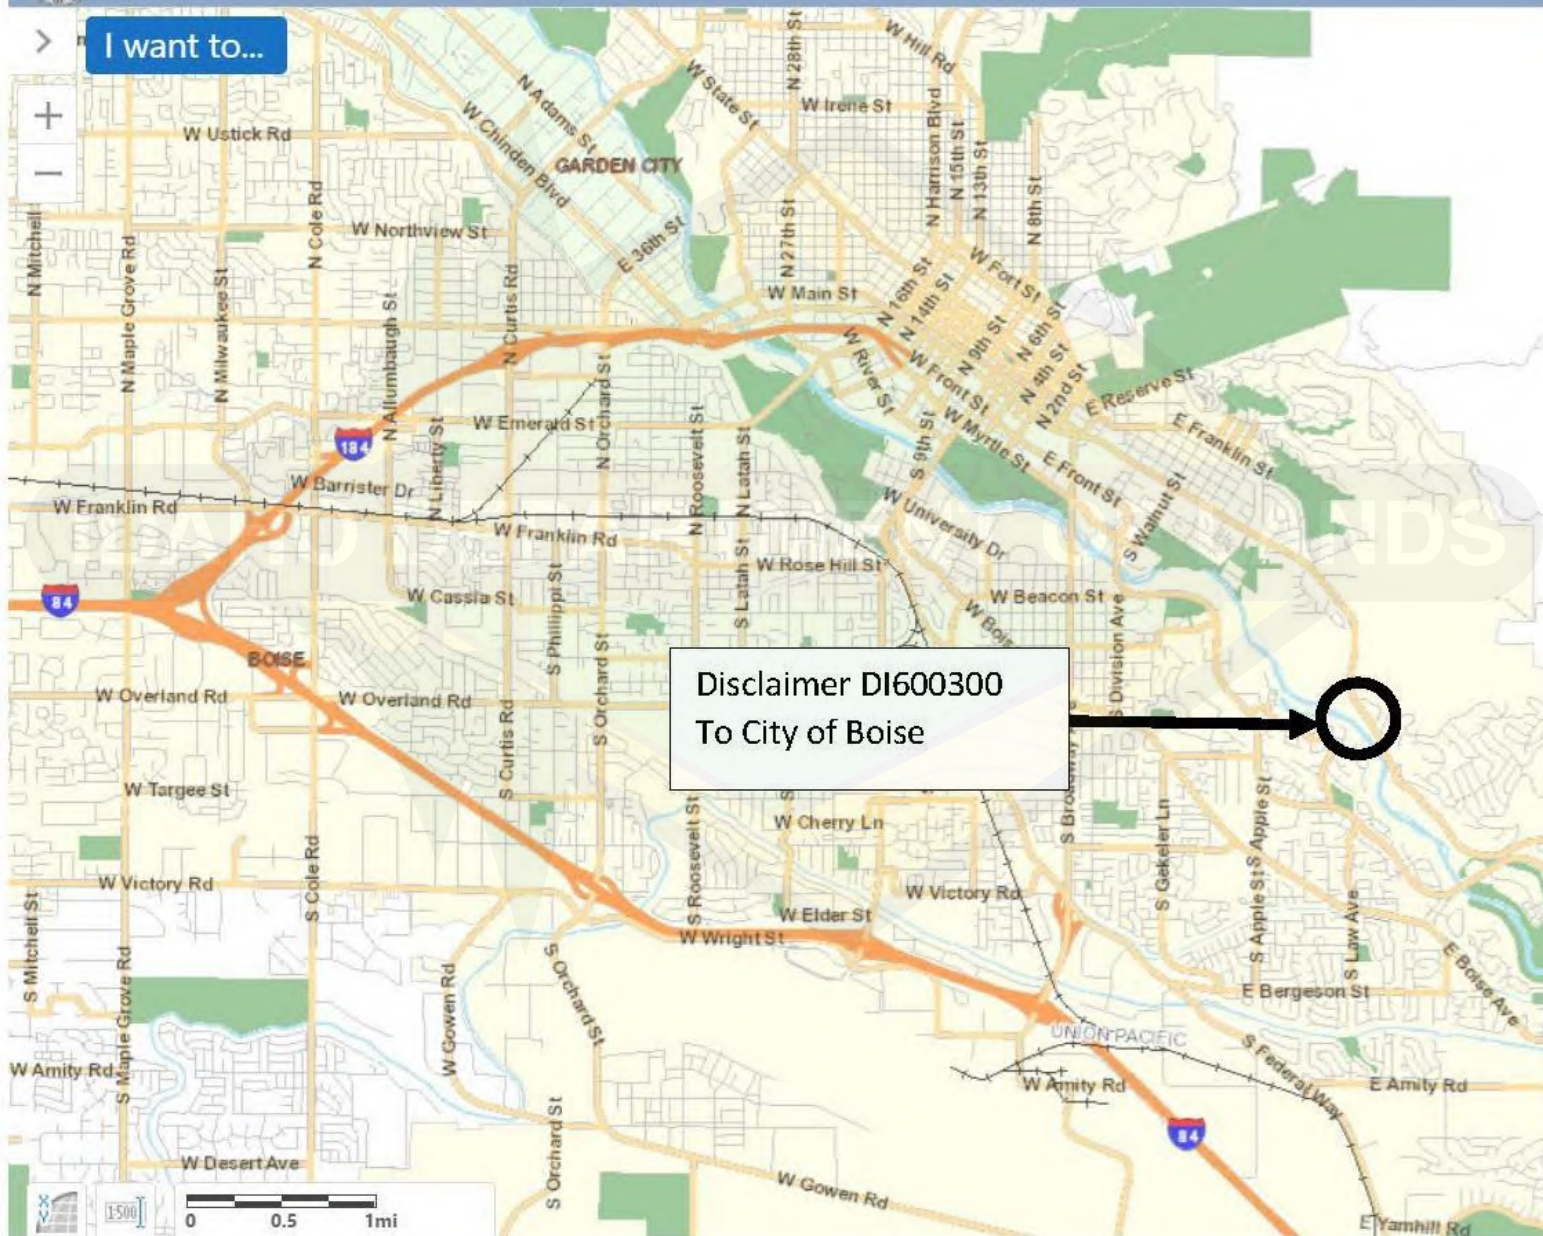 I want to...
W Hill Rd
N 28th St
W State St
N Adams St
W Irene St
W Ustick Rd
W Chinden Blvd
GARDEN CITY
N Harrison Blvd
N 15th St
N 13th St
N 8th St
N Cole Rd
N Mitchell
N Maple Grove Rd
N Milwaukee St
W Northview St
E 36th St
N 27th St
W Fort St
N 16th St
N 14th St
W Main St
N Allumbaugh St
N Curtis Rd
N 9th St
N 6th St
N 4th St
N 2nd St
W River St
W Front St
E Reserve St
W Emerald St
N Orchard St
N Liberty St
N Roosevelt St
N Latah St
S 9th St
W Myrtle St
E Franklin St
184
E Front St
W Barrister Dr
W Franklin Rd
W Franklin Rd
W University Dr
S Walnut St
W Rose Hill St
84
W Cassia St
S Phillippi St
S Latah St
W Beacon St
W Bois
S Division Ave
BOISE
W Overland Rd
W Overland Rd
S Orchard St
S Curtis Rd
Disclaimer DI600300
To City of Boise
W Targee St
S Roosevelt St
W Cherry Ln
S Gekeler Ln
S Apple St
S Apple St
W Victory Rd
S Cole Rd
W Victory Rd
S Mitchell St
W Elder St
W Wright St
S Law Ave
E Boise Ave
S Maple Grove Rd
W Gowen Rd
S Orchard St
E Bergeson St
UNION PACIFIC
S Federal Way
W Amity Rd
W Amity Rd
E Amity Rd
84
S Orchard St
W Desert Ave
W Gowen Rd
E Yamhill Rd
X
Y
1:500
0 0.5 1mi